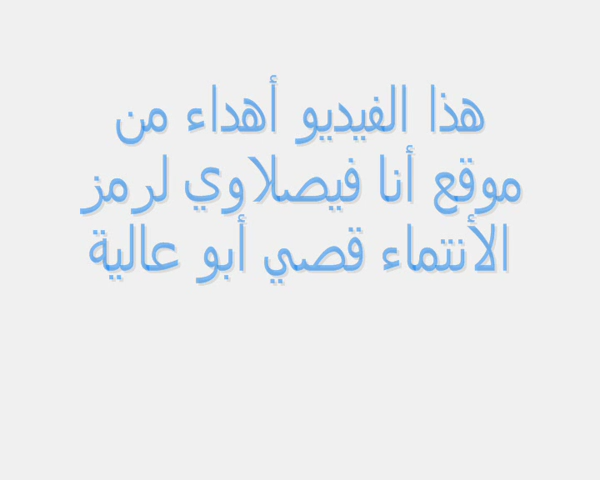 هذا الفيديو أهداء من
موقع أنا فيصلاوي لرمز
الأنتماء قصي أبو عالية